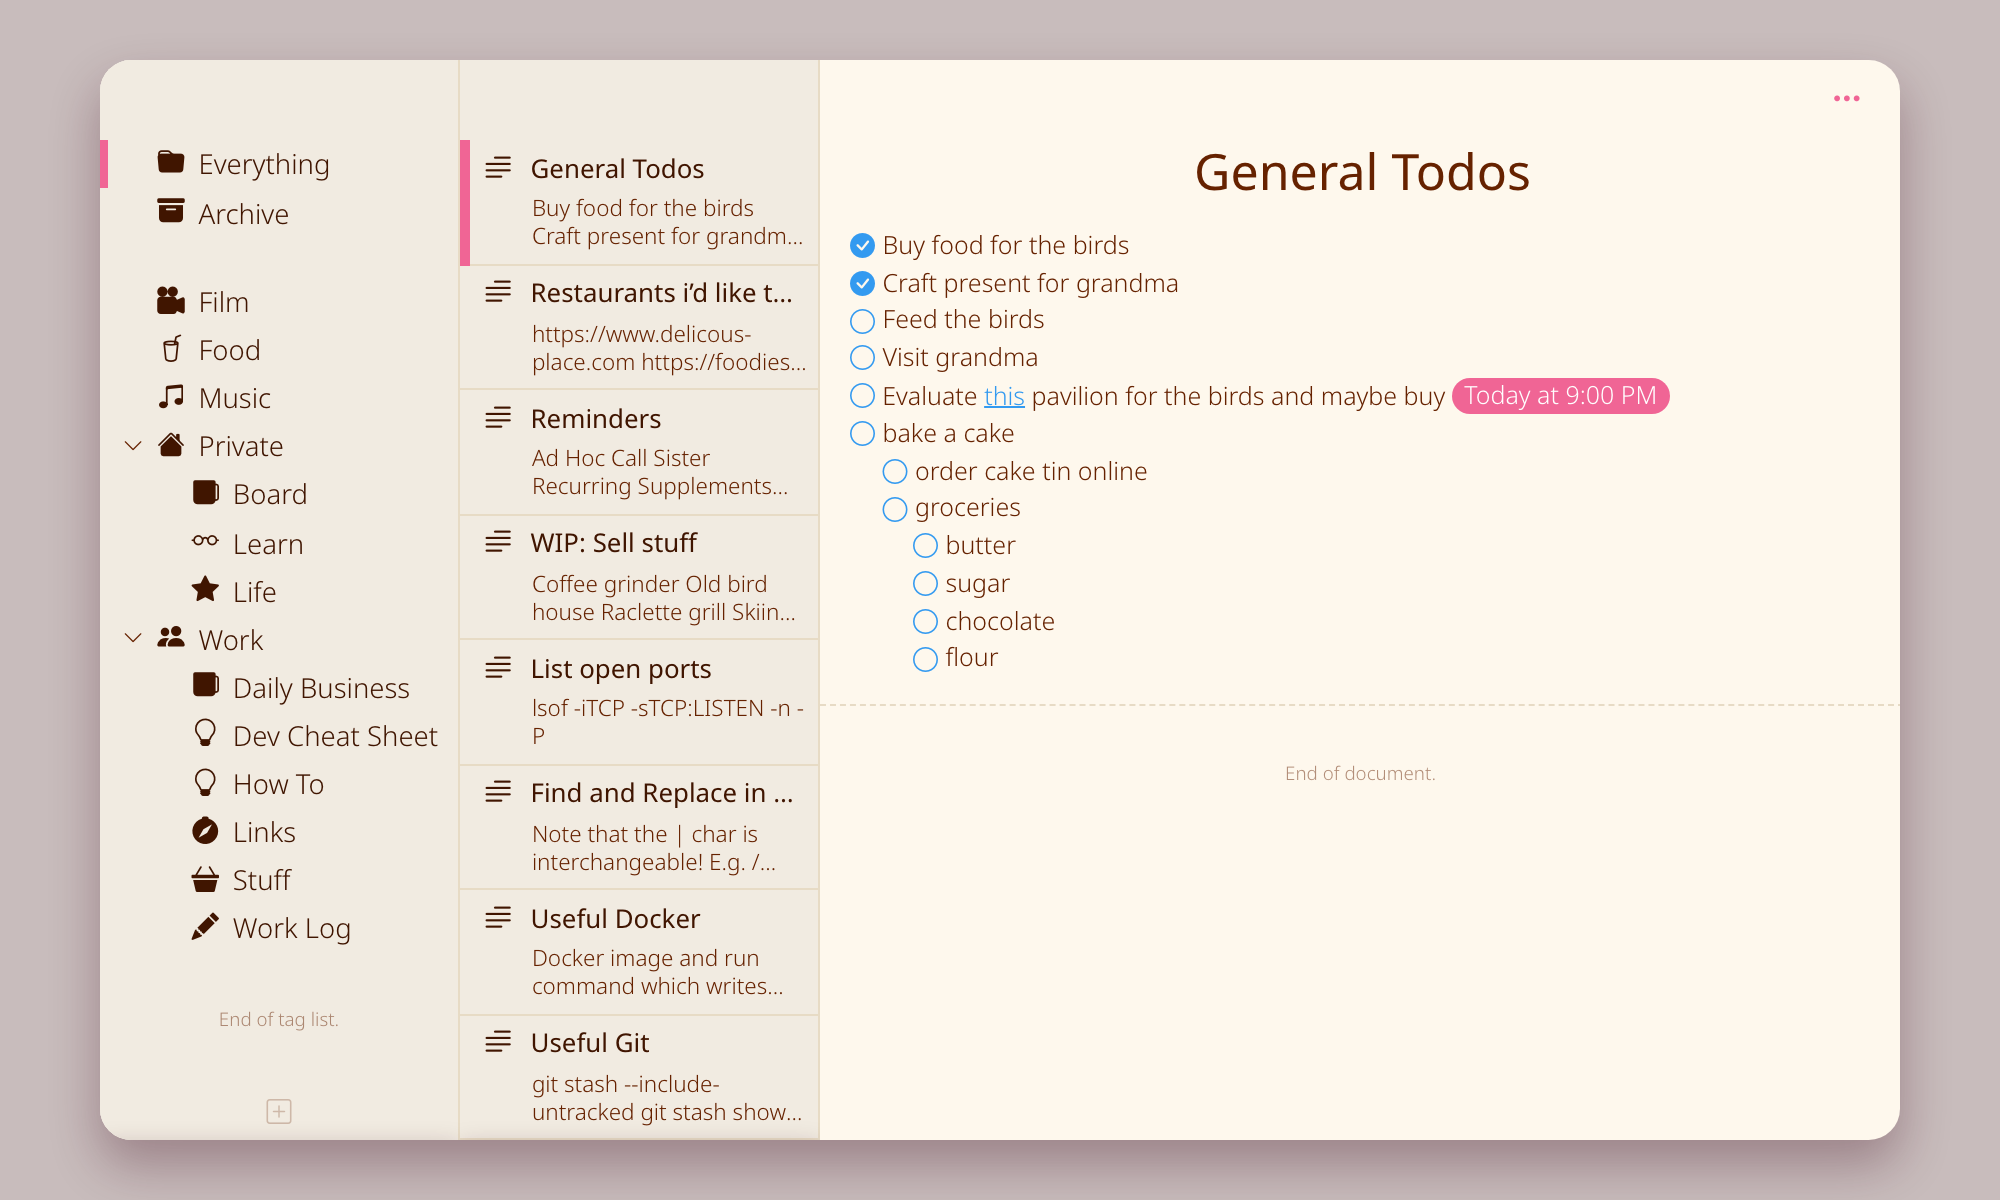 Everything
Archive
Film
Food
Music
Private
Board
Learn
Life
Work
Daily Business
Dev Cheat Sheet
How To
Links
Stuff
Work Log
End of tag list.
General Todos
Buy food for the birds
Craft present for grandm...
Restaurants i’d like t...
https://www.delicous-
place.com https://foodies...
Reminders
Ad Hoc Call Sister
Recurring Supplements...
WIP: Sell stuff
Coffee grinder Old bird
house Raclette grill Skiin...
List open ports
lsof -iTCP -sTCP:LISTEN -n -
P
Find and Replace in ...
Note that the | char is
interchangeable! E.g. /...
Useful Docker
Docker image and run
command which writes...
Useful Git
git stash --include-
untracked git stash show...
General Todos
Buy food for the birds
Craft present for grandma
Feed the birds
Visit grandma
Evaluate this pavilion for the birds and maybe buy Today at 9:00 PM
bake a cake
order cake tin online
groceries
butter
sugar
chocolate
flour
End of document.